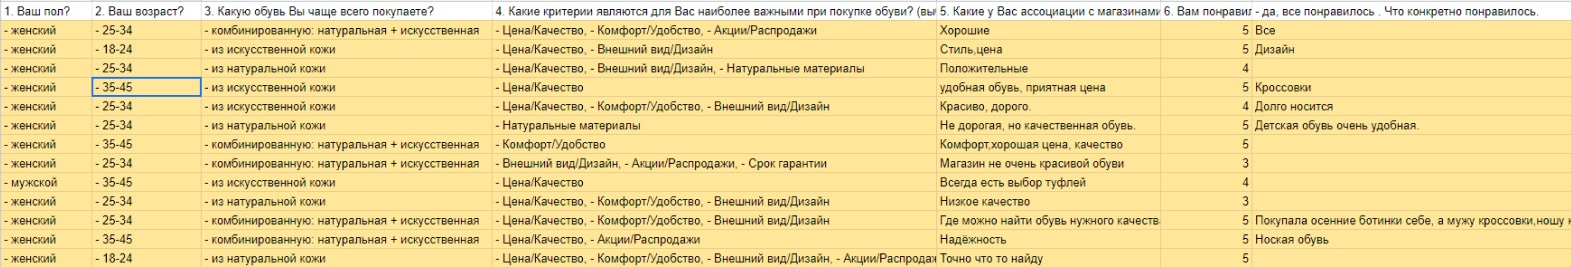 1. Ваш пол? 2. Ваш возраст? 3. Какую обувь Вы чаще всего покупаете? 4. Какие критерии являются для Вас наиболее важными при покупке обуви? 5. Какие у Вас ассоциации с магазинами 6. Вам - да, все понравилось . Что конкретно понравилось.
- женский - 25-34 - комбинированную: натуральная + искусственная - Цена/Качество, - Комфорт/Удобство, - Акции/Распродажи Хорошие 5 Все
- женский - 18-24 - из искусственной кожи - Цена/Качество, - Внешний вид/Дизайн Стиль,цена 5 Дизайн
- женский - 25-34 - из натуральной кожи - Цена/Качество, - Внешний вид/Дизайн, - Натуральные материалы Положительные 4
- женский - 35-45 - из искусственной кожи - Цена/Качество удобная обувь, приятная цена 5 Кроссовки
- женский - 25-34 - из искусственной кожи - Цена/Качество, - Комфорт/Удобство, - Внешний вид/Дизайн Красиво, дорого. 4 Долго носится
- женский - 25-34 - из натуральной кожи - Натуральные материалы Не дорогая, но качественная обувь. 5 Детская обувь очень удобная.
- женский - 35-45 - комбинированную: натуральная + искусственная - Комфорт/Удобство Комфорт,хорошая цена, качество 5
- женский - 25-34 - комбинированную: натуральная + искусственная - Внешний вид/Дизайн, - Акции/Распродажи, - Срок гарантии Магазин не очень красивой обуви 3
- мужской - 35-45 - из искусственной кожи - Цена/Качество Всегда есть выбор туфлей 4
- женский - 25-34 - из натуральной кожи - Цена/Качество, - Комфорт/Удобство, - Внешний вид/Дизайн Низкое качество 3
- женский - 25-34 - комбинированную: натуральная + искусственная - Цена/Качество, - Комфорт/Удобство, - Внешний вид/Дизайн Где можно найти обувь нужного 5 Покупала осенние ботинки себе, а мужу кроссовки,ношу
- женский - 35-45 - комбинированную: натуральная + искусственная - Цена/Качество, - Акции/Распродажи Надёжность 5 Ноская обувь
- женский - 18-24 - из натуральной кожи - Цена/Качество, - Комфорт/Удобство, - Внешний вид/Дизайн, Точно что то найду 5